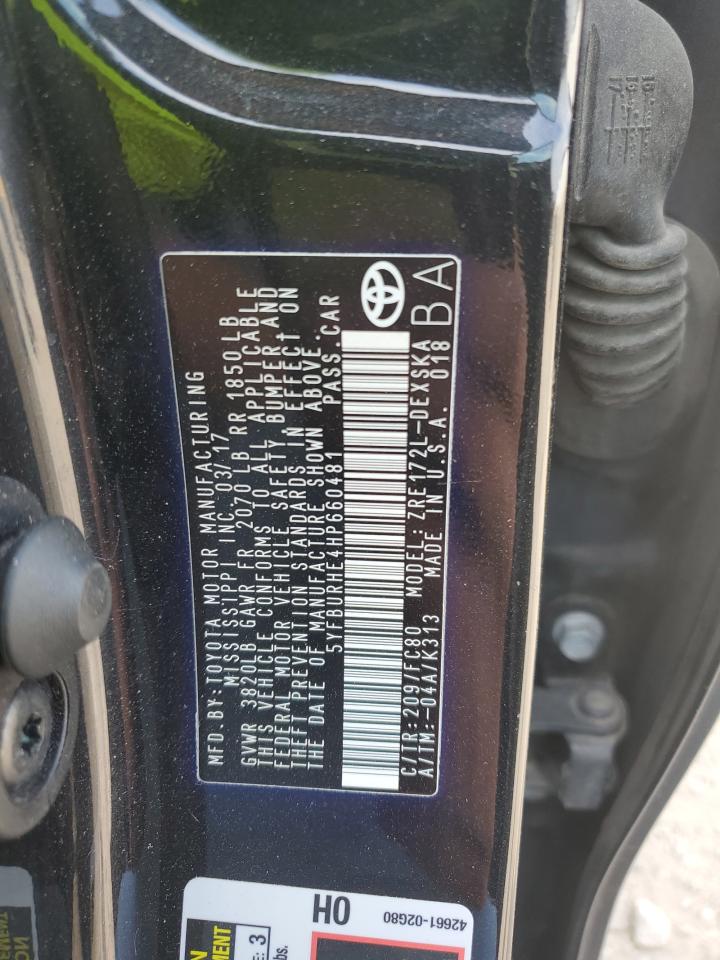 MFD.BY:TOYOTA MOTOR MANUFACTURING
MISSISSIPPI INC. 03/17
GVWR 3820LB GAWR FR 2070 LB RR 1850 LB
THIS VEHICLE CONFORMS TO ALL APPLICABLE
FEDERAL MOTOR VEHICLE SAFETY BUMPER,AND
THEFT PREVENTION STANDARDS IN EFFECT ON
THE DATE OF MANUFACTURE SHOWN ABOVE.
5YFBURHE4HP660481 PASS.CAR
C/TR:209/FC80 MODEL:ZRE172L-DEXSKA
A/TM:-04A/K313 MADE IN U.S.A. 018
BA
OH
42661-02G80
MENT
E: 3
bs.